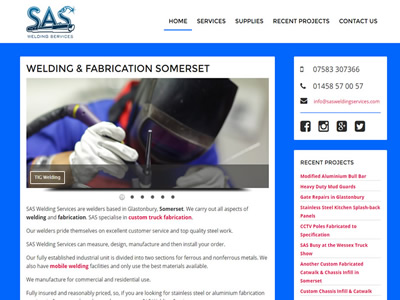 SAS
WELDING SERVICES
HOME SERVICES SUPPLIES RECENT PROJECTS CONTACT US
WELDING & FABRICATION SOMERSET
TIG Welding
SAS Welding Services are welders based in Glastonbury, Somerset. We carry out all aspects of
welding and fabrication. SAS specialise in custom truck fabrication.
Our welders pride themselves on excellent customer service and top quality steel work.
SAS Welding Services can measure, design, manufacture and then install your order.
Our fully established industrial unit is divided into two sections for ferrous and nonferrous metals. We
also have mobile welding facilities and only use the best materials available.
We manufacture for commercial and residential use.
Fully insured and reasonably priced, so, if you are looking for stainless steel or aluminium fabrication
07583 307366
01458 57 00 57
info@sasweldingservices.com
RECENT PROJECTS
Modified Aluminium Bull Bar
Heavy Duty Mud Guards
Gate Repairs in Glastonbury
Stainless Steel Kitchen Splash-back
Panels
CCTV Poles Fabricated to
Specification
SAS Busy at the Wessex Truck
Show
Another Custom Fabricated
Catwalk & Chassis Infill in
Somerset
Custom Chassis Infill & Catwalk